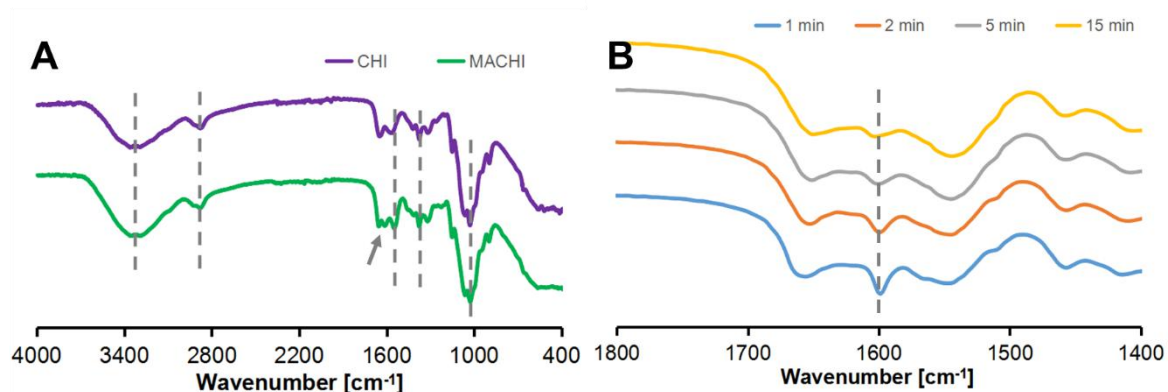 A
CHI MACHI
4000 3400 2800 2200 1600 1000 400
Wavenumber [cm⁻¹]
1 min 2 min 5 min 15 min
B
1800 1700 1600 1500 1400
Wavenumber [cm⁻¹]